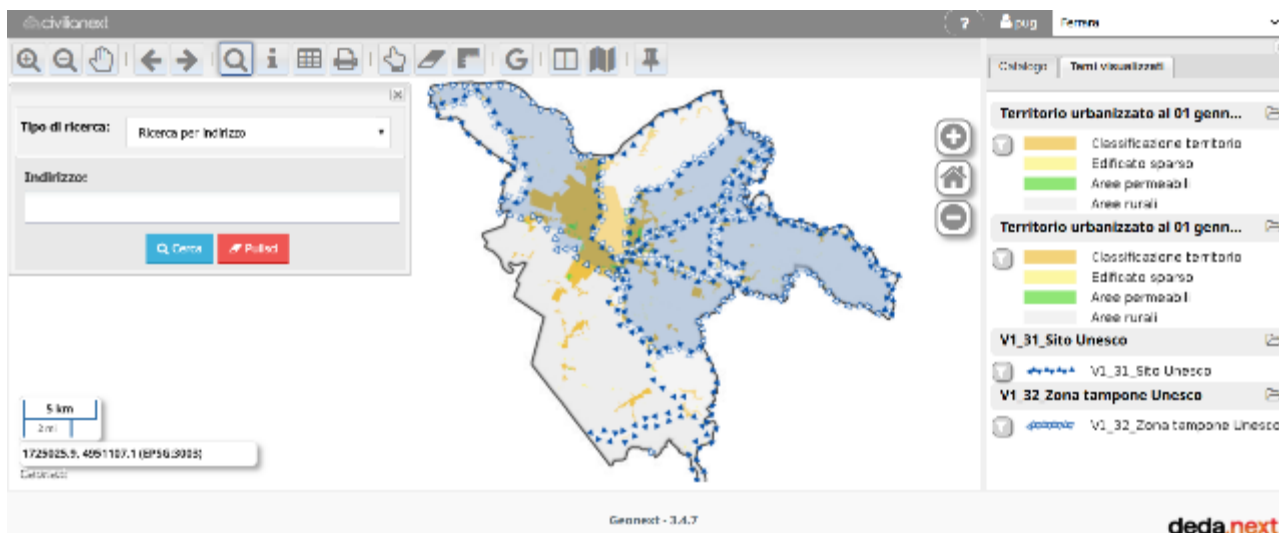 civilianext
?
pug
Ferrara
i
G
Catalogo
Temi visualizzati
Tipo di ricerca:
Ricerca per indirizzo
Indirizzo:
Cerca
Pulisci
Territorio urbanizzato al 01 genn...
Classificazione territorio
Edificato sparso
Aree permeabili
Aree rurali
Territorio urbanizzato al 01 genn...
Classificazione territorio
Edificato sparso
Aree permeabili
Aree rurali
V1_31_Sito Unesco
V1_31_Sito Unesco
V1_32 Zona tampone Unesco
V1_32_Zona tampone Unesco
5 km
2 mi
1725025.9, 4951107.1 (EPSG:3003)
Geonext - 3.4.7
deda.next